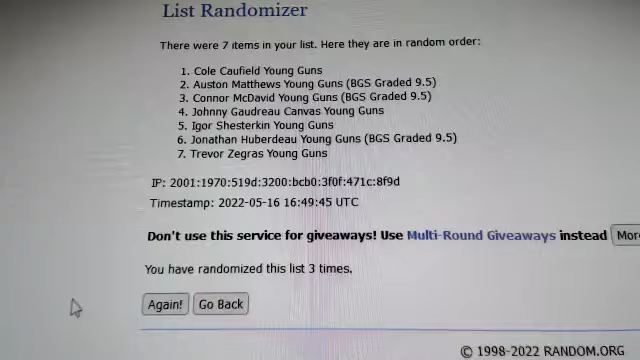 List Randomizer
There were 7 items in your list. Here they are in random order:
1. Cole Caufield Young Guns
2. Auston Matthews Young Guns (BGS Graded 9.5)
3. Connor McDavid Young Guns (BGS Graded 9.5)
4. Johnny Gaudreau Canvas Young Guns
5. Igor Shesterkin Young Guns
6. Jonathan Huberdeau Young Guns (BGS Graded 9.5)
7. Trevor Zegras Young Guns
IP: 2001:1970:519d:3200:bcb0:3f0f:471c:8f9d
Timestamp: 2022-05-16 16:49:45 UTC
Don't use this service for giveaways! Use Multi-Round Giveaways instead More
You have randomized this list 3 times.
Again! Go Back
© 1998-2022 RANDOM.ORG